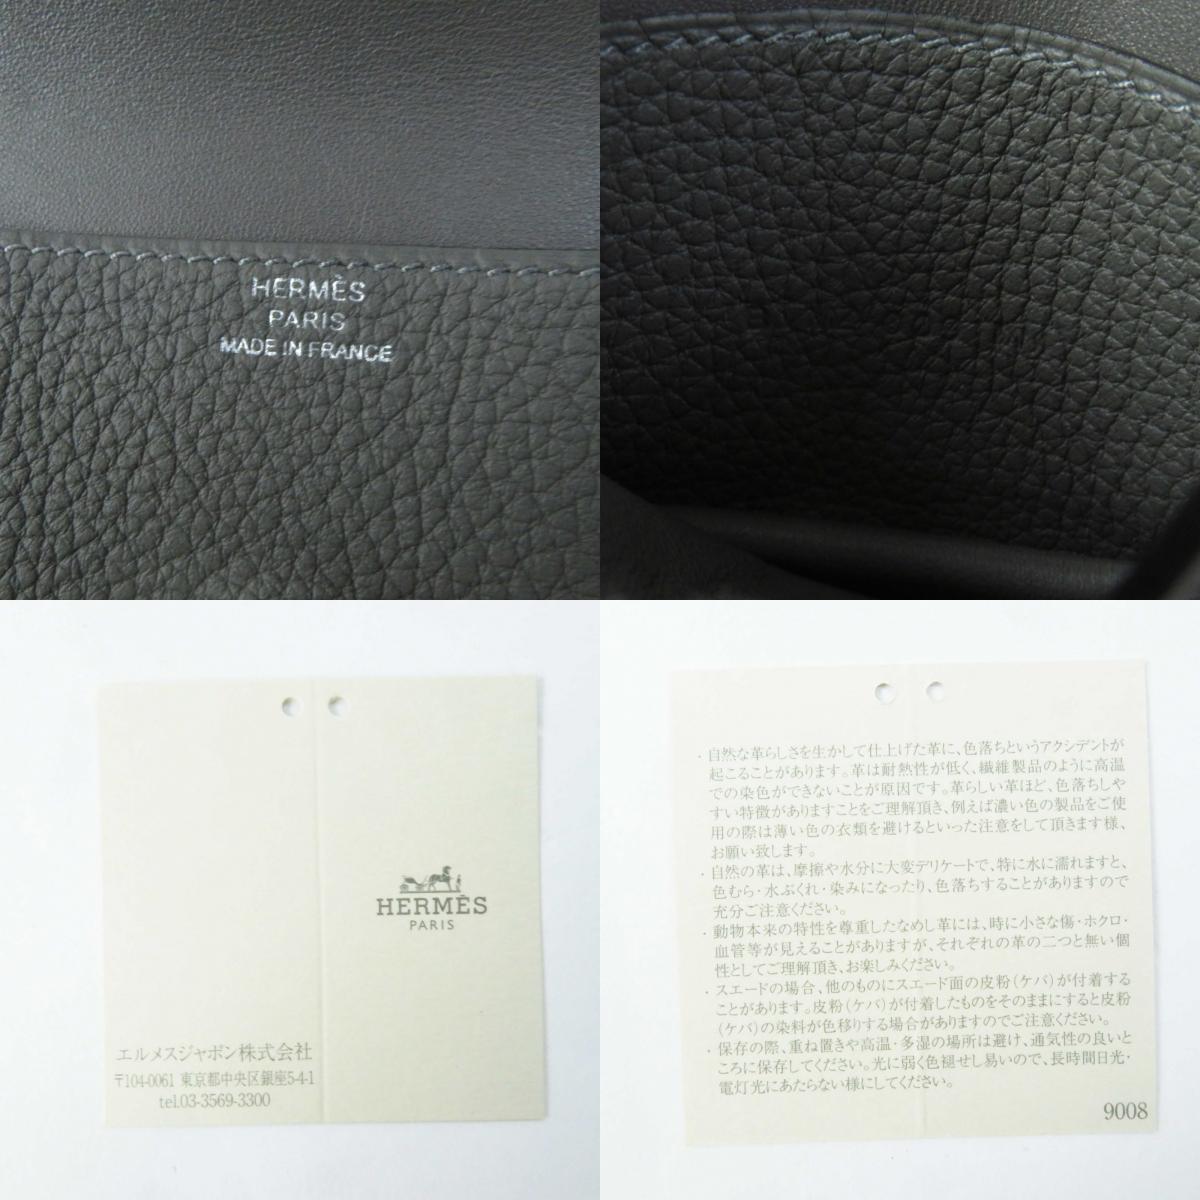 HERMÈS
PARIS
MADE IN FRANCE
HERMÈS
PARIS
エルメスジャポン株式会社
〒104-0061 東京都中央区銀座5-4-1
tel.03-3569-3300
・自然な革らしさを生かして仕上げた革に、色落ちというアクシデントが
起こることがあります。革は耐熱性が低く、繊維製品のように高温
での染色ができないことが原因です。革らしい革ほど、色落ちしや
すい特徴がありますことをご理解頂き、例えば濃い色の製品をご使
用の際は薄い色の衣類を避けるといった注意をして頂きます様、
お願い致します。
・自然の革は、摩擦や水分に大変デリケートで、特に水に濡れますと、
色むら・水ぶくれ・染みになったり、色落ちすることがありますので
充分ご注意ください。
・動物本来の特性を尊重したなめし革には、時に小さな傷・ホクロ・
血管等が見えることがありますが、それぞれの革の二つと無い個
性としてご理解頂き、お楽しみください。
・スエードの場合、他のものにスエード面の皮粉(ケバ)が付着する
ことがあります。皮粉(ケバ)が付着したものをそのままにすると皮粉
(ケバ)の染料が色移りする場合がありますのでご注意ください。
・保存の際、重ね置きや高温・多湿の場所は避け、通気性の良いと
ころに保存してください。光に弱く色褪せし易いので、長時間日光・
電灯光にあたらない様にしてください。
9008